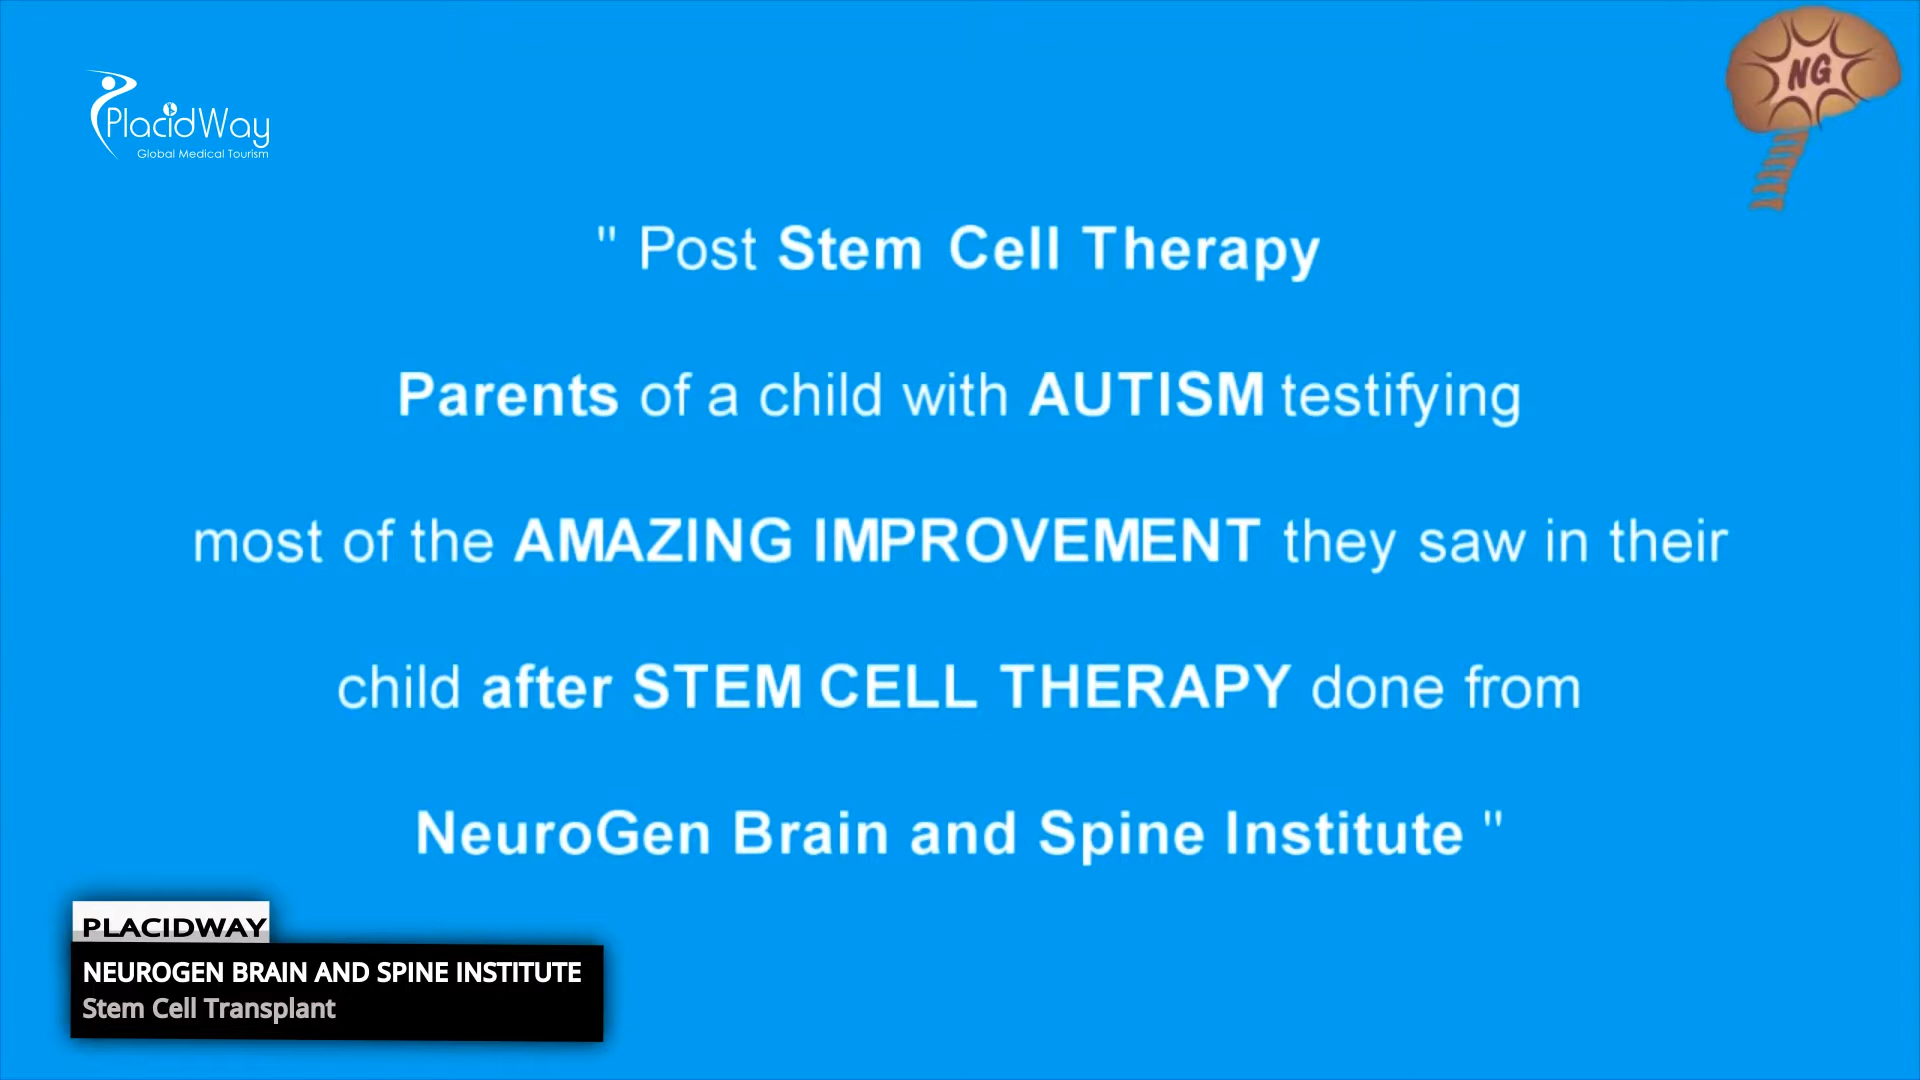 PlacidWay
Global Medical Tourism
NG
" Post Stem Cell Therapy
Parents of a child with AUTISM testifying
most of the AMAZING IMPROVEMENT they saw in their
child after STEM CELL THERAPY done from
NeuroGen Brain and Spine Institute "
PLACIDWAY
NEUROGEN BRAIN AND SPINE INSTITUTE
Stem Cell Transplant